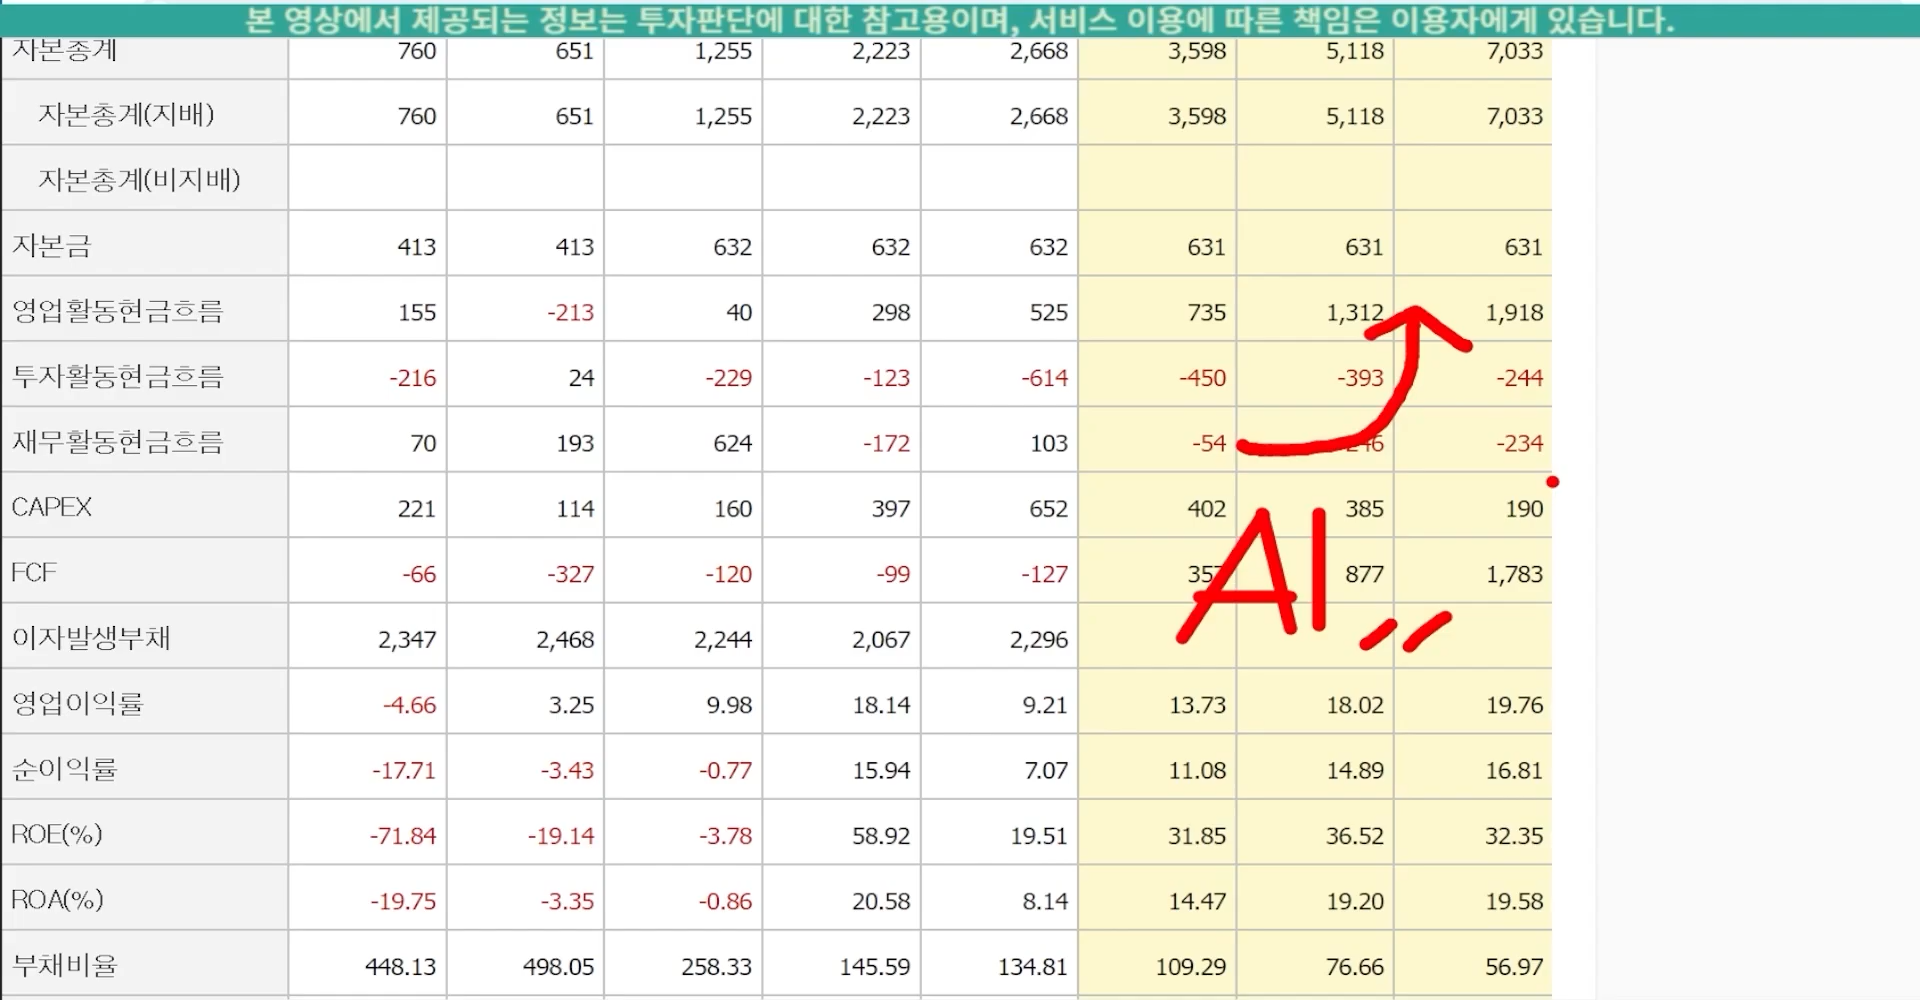 본 영상에서 제공되는 정보는 투자판단에 대한 참고용이며, 서비스 이용에 따른 책임은 이용자에게 있습니다.
자본총계 760 651 1,255 2,223 2,668 3,598 5,118 7,033
자본총계(지배) 760 651 1,255 2,223 2,668 3,598 5,118 7,033
자본총계(비지배)
자본금 413 413 632 632 632 631 631 631
영업활동현금흐름 155 -213 40 298 525 735 1,312 1,918
투자활동현금흐름 -216 24 -229 -123 -614 -450 -393 -244
재무활동현금흐름 70 193 624 -172 103 -54 -234
CAPEX 221 114 160 397 652 402 385 190
FCF -66 -327 -120 -99 -127 357 877 1,783
AI
이자발생부채 2,347 2,468 2,244 2,067 2,296
영업이익률 -4.66 3.25 9.98 18.14 9.21 13.73 18.02 19.76
순이익률 -17.71 -3.43 -0.77 15.94 7.07 11.08 14.89 16.81
ROE(%) -71.84 -19.14 -3.78 58.92 19.51 31.85 36.52 32.35
ROA(%) -19.75 -3.35 -0.86 20.58 8.14 14.47 19.20 19.58
부채비율 448.13 498.05 258.33 145.59 134.81 109.29 76.66 56.97